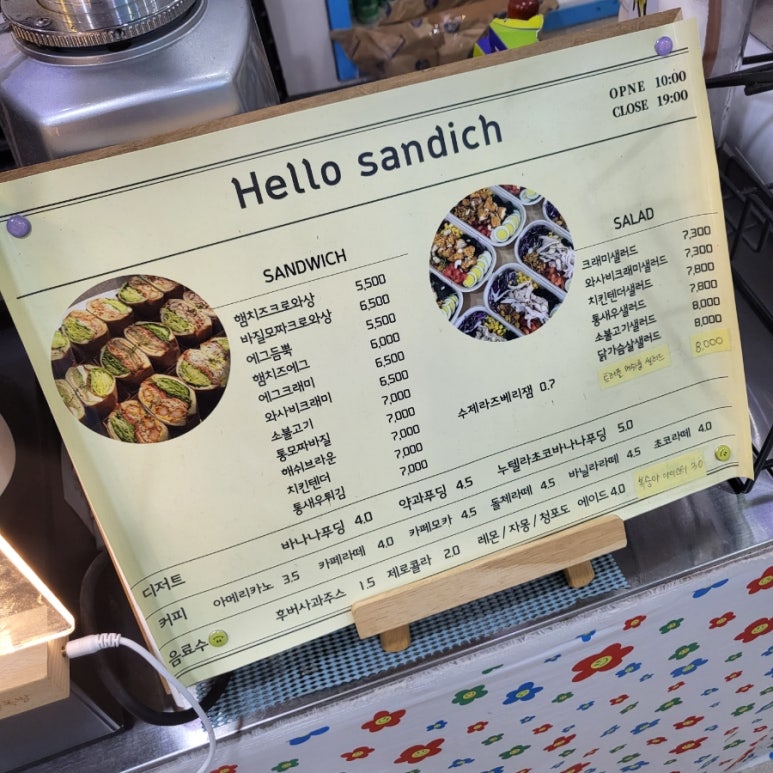 OPNE 10:00
CLOSE 19:00
Hello sandich
SANDWICH
햄치즈크로와상 5,500
바질모짜크로와상 6,500
에그듬뿍 5,500
햄치즈에그 6,000
에그크래미 6,500
와사비크래미 6,500
소불고기 7,000
통모짜바질 7,000
해쉬브라운 7,000
치킨텐더 7,000
통새우튀김 7,000
SALAD
크래미샐러드 7,300
와사비크래미샐러드 7,300
치킨텐더샐러드 7,800
통새우샐러드 7,800
소불고기샐러드 8,000
닭가슴살샐러드 8,000
샐러드 8,000
수제라즈베리잼 0.7
디저트 바나나푸딩 4.0 약과푸딩 4.5 누텔라초코바나나푸딩 5.0
커피 아메리카노 3.5 카페라떼 4.0 카페모카 4.5 돌체라떼 4.5 바닐라라떼 4.5 초코라떼 4.0
음료수 후버사과주스 1.5 제로콜라 2.0 레몬/자몽/청포도 에이드 4.0 복숭아 아이스티 3.0